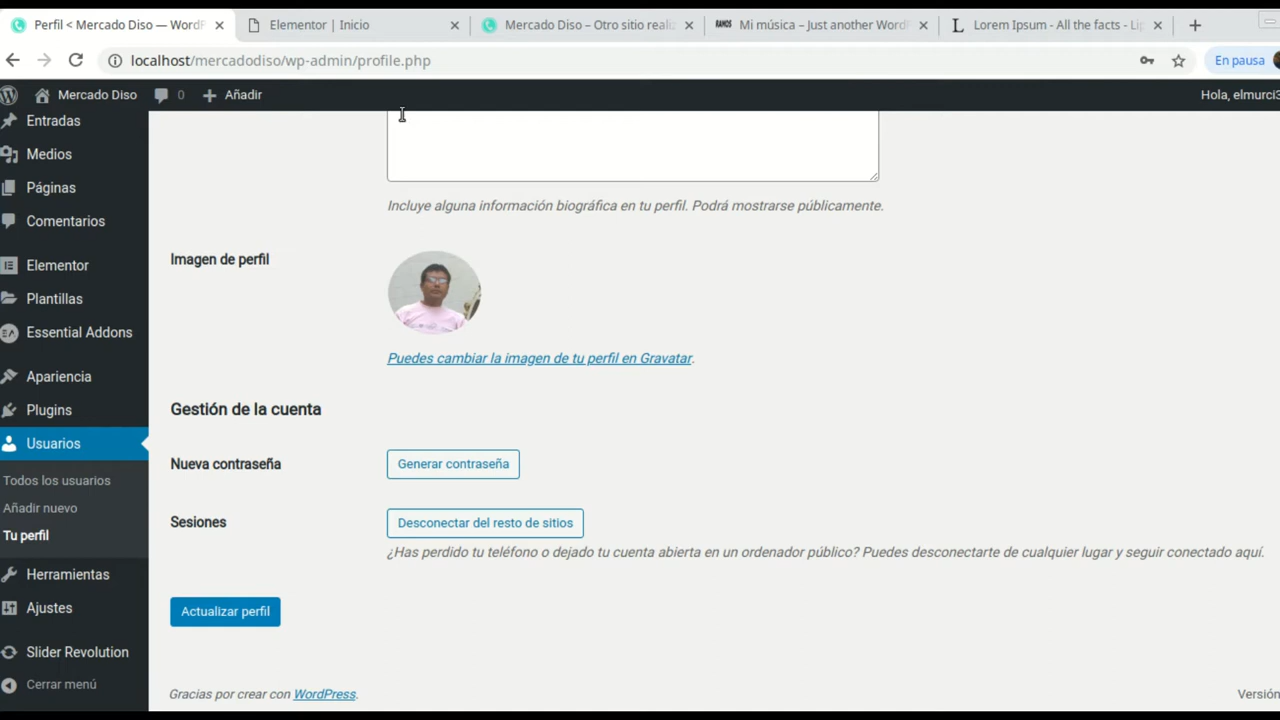 Perfil < Mercado Diso — WordP
Elementor | Inicio
Mercado Diso – Otro sitio realiz
RAMOS
Mi música – Just another WordP
L
Lorem Ipsum - All the facts - Lip
localhost/mercadodiso/wp-admin/profile.php
En pausa
Mercado Diso
0
Añadir
Hola, elmurci3
Entradas
Medios
Páginas
Comentarios
Elementor
Plantillas
Essential Addons
Apariencia
Plugins
Usuarios
Todos los usuarios
Añadir nuevo
Tu perfil
Herramientas
Ajustes
Slider Revolution
Cerrar menú
Incluye alguna información biográfica en tu perfil. Podrá mostrarse públicamente.
Imagen de perfil
Puedes cambiar la imagen de tu perfil en Gravatar.
Gestión de la cuenta
Nueva contraseña
Generar contraseña
Sesiones
Desconectar del resto de sitios
¿Has perdido tu teléfono o dejado tu cuenta abierta en un ordenador público? Puedes desconectarte de cualquier lugar y seguir conectado aquí.
Actualizar perfil
Gracias por crear con WordPress.
Versión